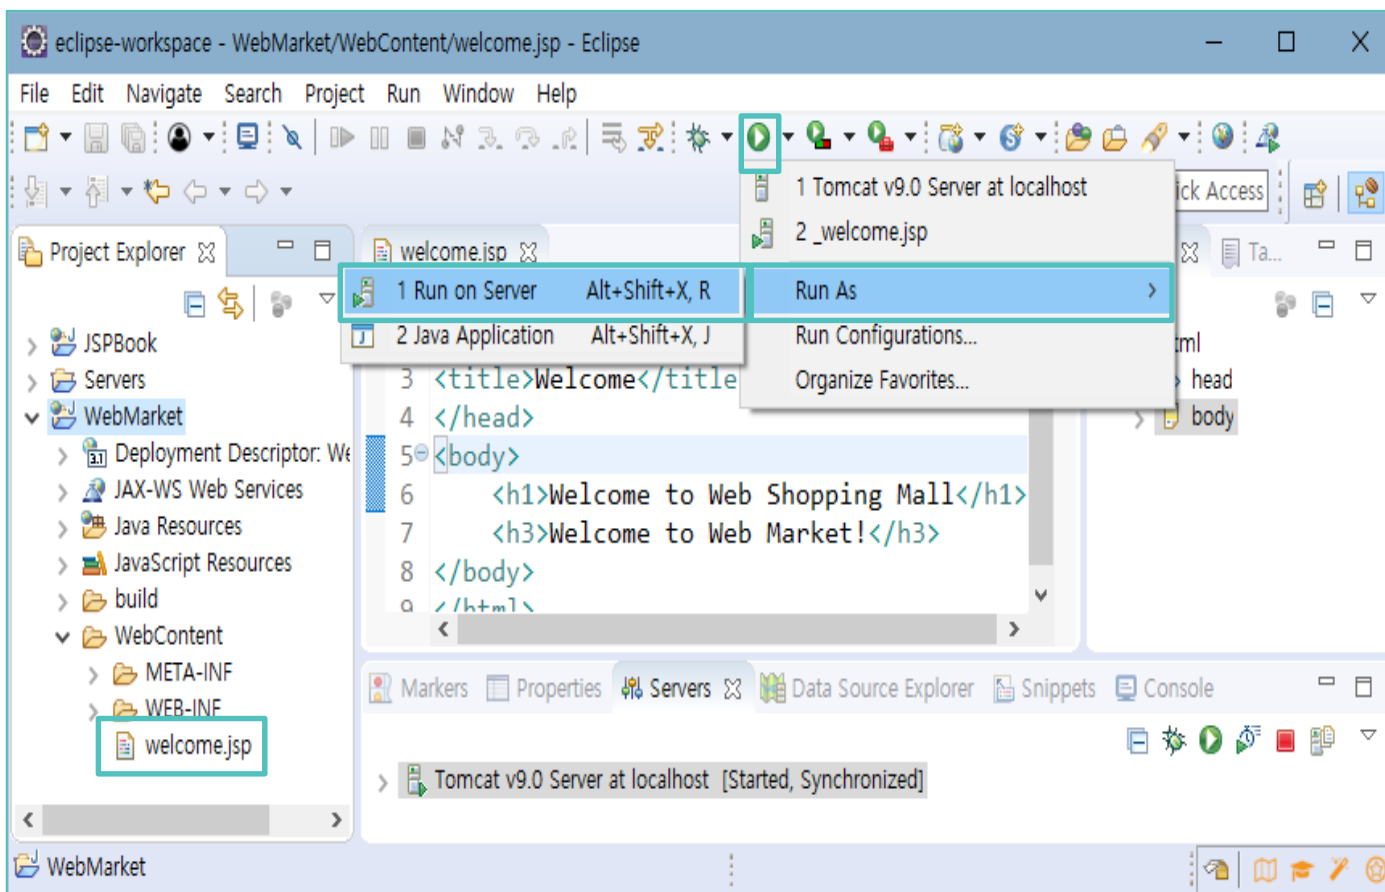 eclipse-workspace - WebMarket/WebContent/welcome.jsp - Eclipse
File Edit Navigate Search Project Run Window Help
1 Tomcat v9.0 Server at localhost
ick Access
2 _welcome.jsp
Project Explorer
welcome.jsp
Ta...
1 Run on Server Alt+Shift+X, R
Run As
2 Java Application Alt+Shift+X, J
Run Configurations...
Organize Favorites...
JSPBook
Servers
WebMarket
Deployment Descriptor: We
3.1
JAX-WS Web Services
Java Resources
JavaScript Resources
build
WebContent
META-INF
WEB-INF
welcome.jsp
3 <title>Welcome</title
4 </head>
5 <body>
6 <h1>Welcome to Web Shopping Mall</h1>
7 <h3>Welcome to Web Market!</h3>
8 </body>
9 </html>
tml
head
body
Markers Properties Servers Data Source Explorer Snippets Console
Tomcat v9.0 Server at localhost [Started, Synchronized]
WebMarket